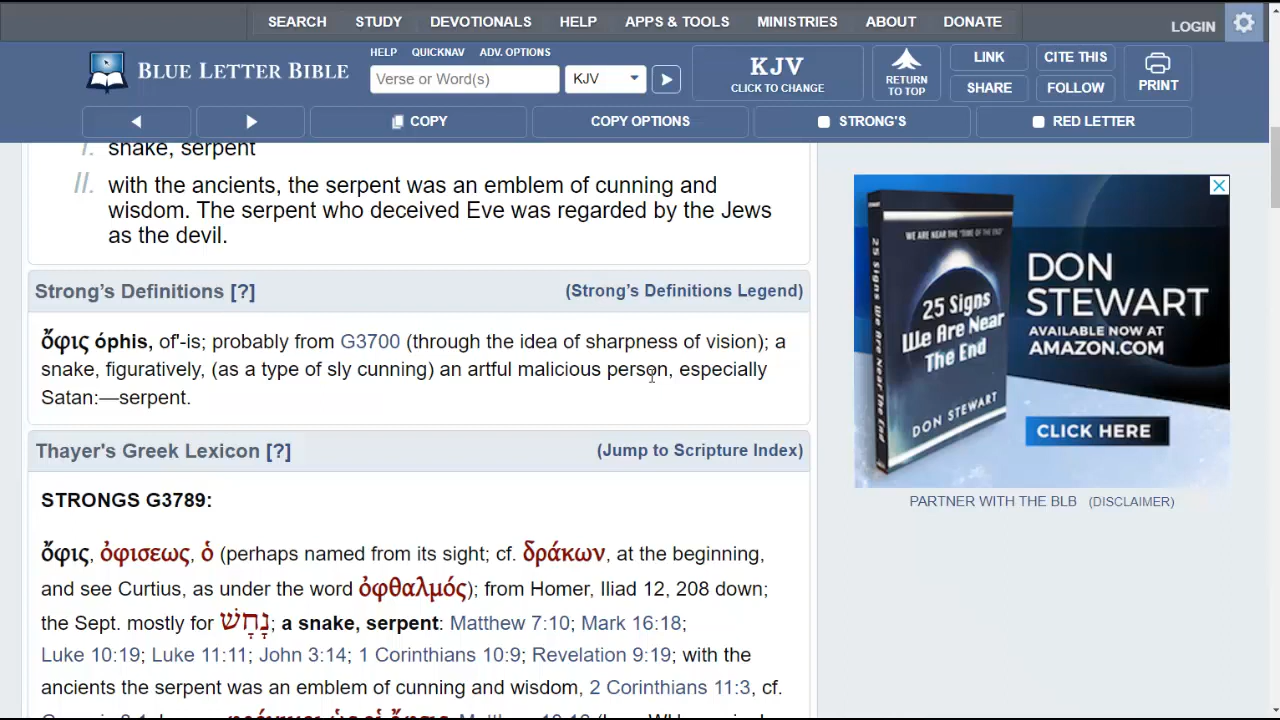 SEARCH STUDY DEVOTIONALS HELP APPS & TOOLS MINISTRIES ABOUT DONATE LOGIN
BLUE LETTER BIBLE
HELP QUICKNAV ADV. OPTIONS
Verse or Word(s) KJV
KJV
CLICK TO CHANGE
RETURN
TO TOP
LINK CITE THIS
SHARE FOLLOW
PRINT
COPY COPY OPTIONS STRONG'S RED LETTER
I. snake, serpent
II. with the ancients, the serpent was an emblem of cunning and
wisdom. The serpent who deceived Eve was regarded by the Jews
as the devil.
Strong’s Definitions [?] (Strong’s Definitions Legend)
ὄφις óphis, of'-is; probably from G3700 (through the idea of sharpness of vision); a
snake, figuratively, (as a type of sly cunning) an artful malicious person, especially
Satan:—serpent.
Thayer's Greek Lexicon [?] (Jump to Scripture Index)
STRONGS G3789:
ὄφις, ὀφισεως, ὁ (perhaps named from its sight; cf. δράκων, at the beginning,
and see Curtius, as under the word ὀφθαλμός); from Homer, Iliad 12, 208 down;
the Sept. mostly for נָחָשׁ; a snake, serpent: Matthew 7:10; Mark 16:18;
Luke 10:19; Luke 11:11; John 3:14; 1 Corinthians 10:9; Revelation 9:19; with the
ancients the serpent was an emblem of cunning and wisdom, 2 Corinthians 11:3, cf.
WE ARE NEAR THE "TIME OF THE END"
25 Signs
We Are Near
The End
DON STEWART
25 Signs We Are Near The End
DON STEWART
DON
STEWART
AVAILABLE NOW AT
AMAZON.COM
CLICK HERE
PARTNER WITH THE BLB (DISCLAIMER)